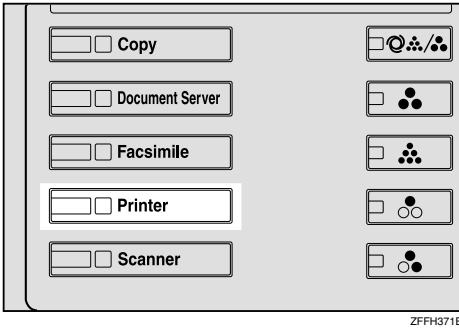 Copy
Document Server
Facsimile
Printer
Scanner
ZFFH371E